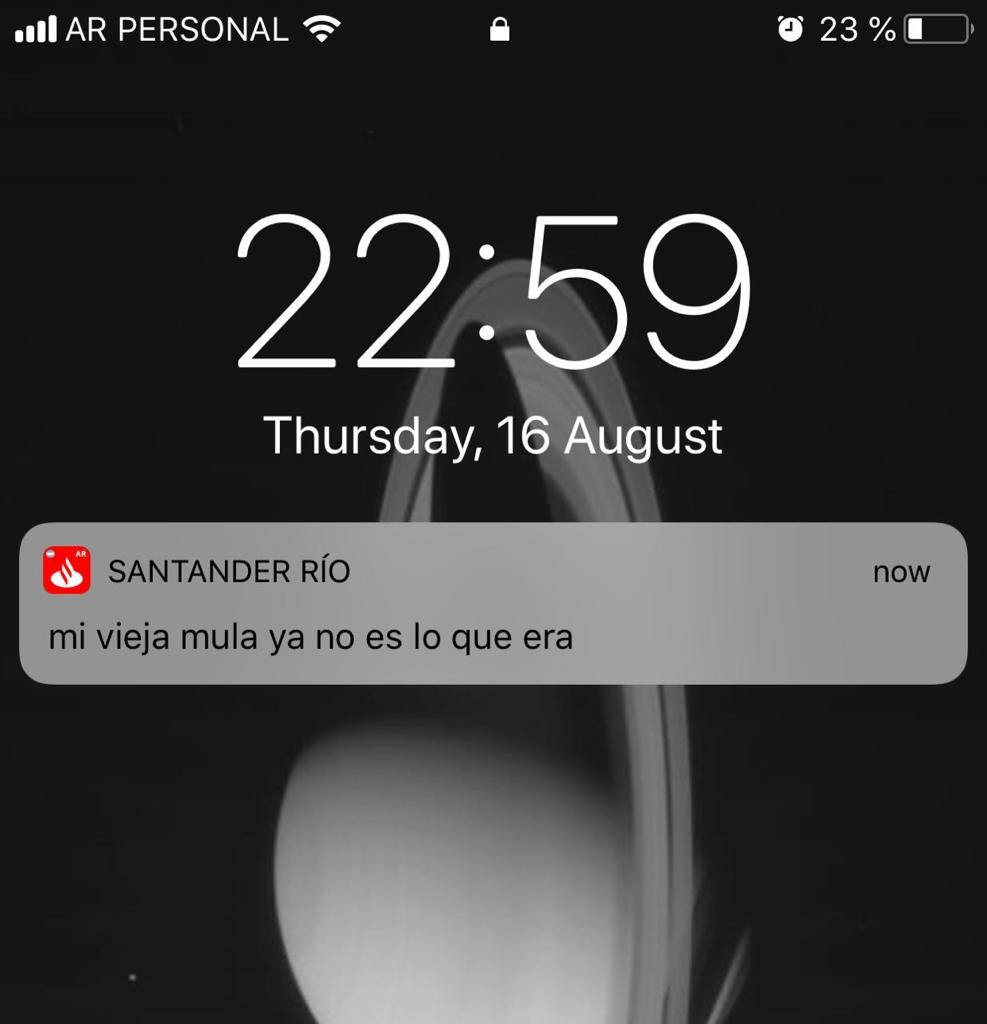 AR PERSONAL 23 %
22:59
Thursday, 16 August
AR
SANTANDER RÍO now
mi vieja mula ya no es lo que era